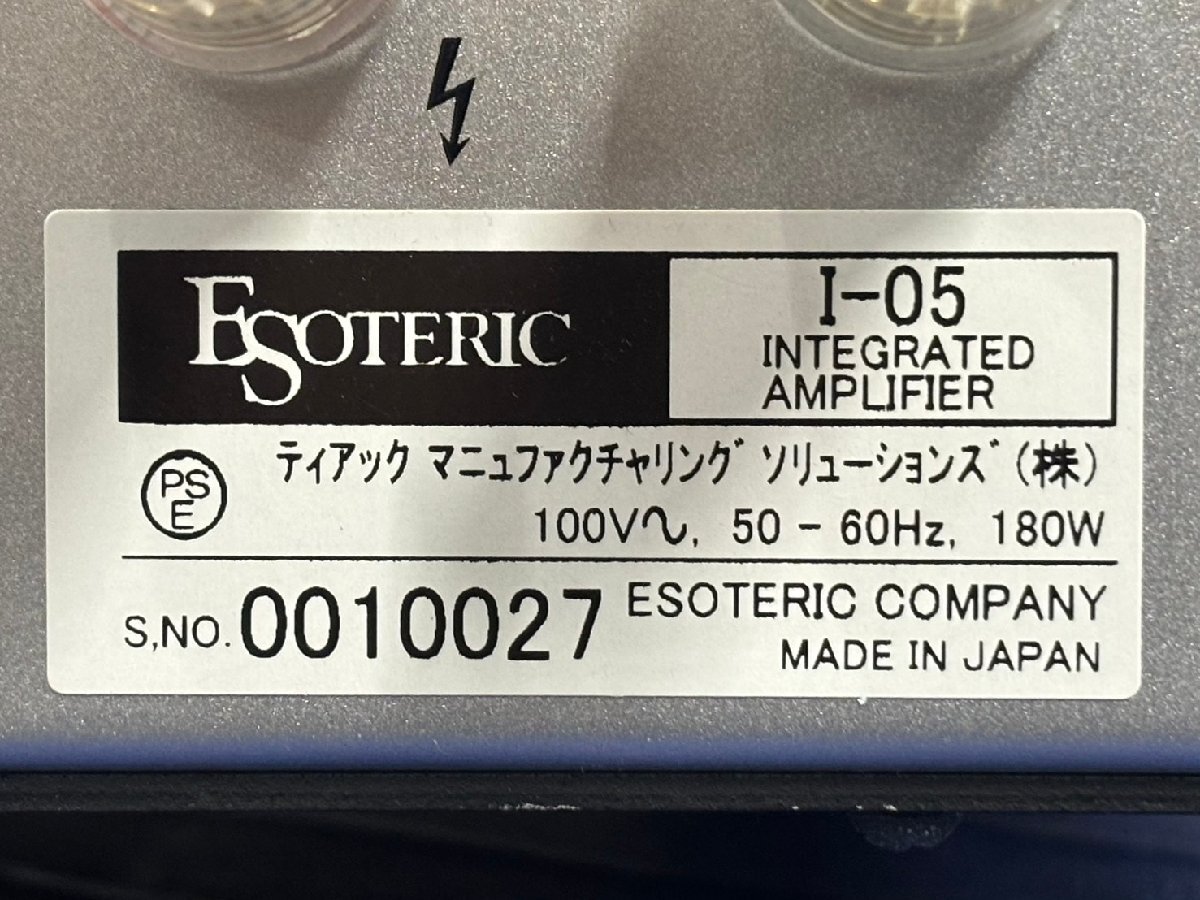 ESOTERIC
I-05
INTEGRATED
AMPLIFIER
PS
E
ティアック マニュファクチャリング ソリューションズ (株)
100V〜, 50 - 60Hz, 180W
S,NO. 0010027
ESOTERIC COMPANY
MADE IN JAPAN